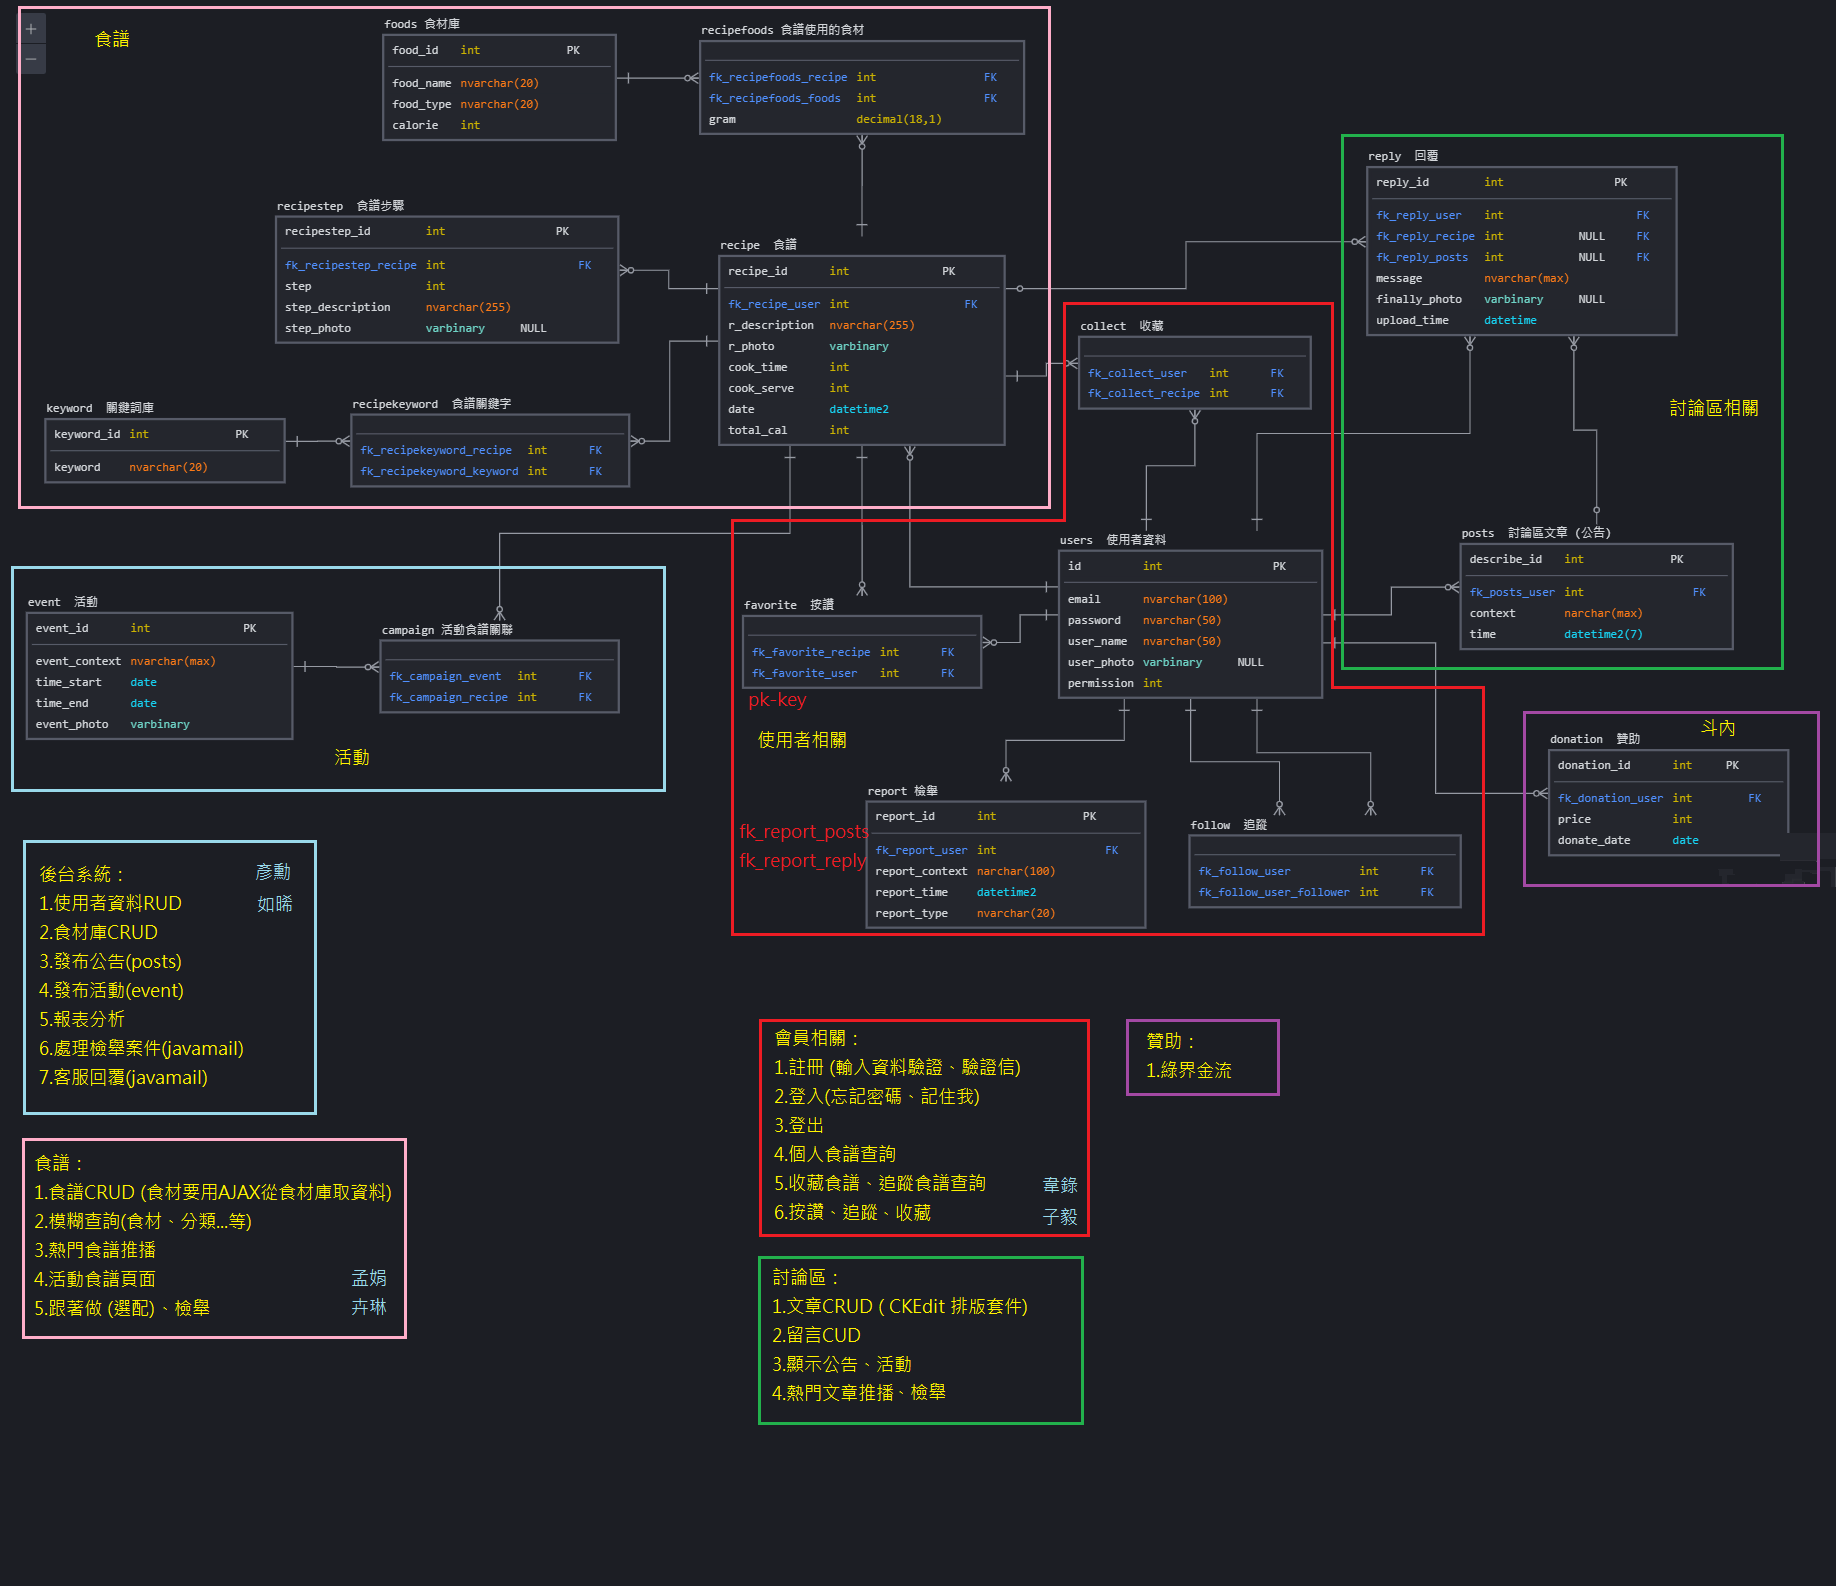 食譜
foods 食材庫
food_id int PK
food_name nvarchar(20)
food_type nvarchar(20)
calorie int
recipefoods 食譜使用的食材
fk_recipefoods_recipe int FK
fk_recipefoods_foods int FK
gram decimal(18,1)
recipestep 食譜步驟
recipestep_id int PK
fk_recipestep_recipe int FK
step int
step_description nvarchar(255)
step_photo varbinary NULL
recipe 食譜
recipe_id int PK
fk_recipe_user int FK
r_description nvarchar(255)
r_photo varbinary
cook_time int
cook_serve int
date datetime2
total_cal int
keyword 關鍵詞庫
keyword_id int PK
keyword nvarchar(20)
recipekeyword 食譜關鍵字
fk_recipekeyword_recipe int FK
fk_recipekeyword_keyword int FK
reply 回覆
reply_id int PK
fk_reply_user int FK
fk_reply_recipe int NULL FK
fk_reply_posts int NULL FK
message nvarchar(max)
finally_photo varbinary NULL
upload_time datetime
討論區相關
posts 討論區文章 (公告)
describe_id int PK
fk_posts_user int FK
context narchar(max)
time datetime2(7)
collect 收藏
fk_collect_user int FK
fk_collect_recipe int FK
users 使用者資料
id int PK
email nvarchar(100)
password nvarchar(50)
user_name nvarchar(50)
user_photo varbinary NULL
permission int
favorite 按讚
fk_favorite_recipe int FK
fk_favorite_user int FK
pk-key
使用者相關
report 檢舉
report_id int PK
fk_report_user int FK
report_context narchar(100)
report_time datetime2
report_type nvarchar(20)
fk_report_posts
fk_report_reply
follow 追蹤
fk_follow_user int FK
fk_follow_user_follower int FK
event 活動
event_id int PK
event_context nvarchar(max)
time_start date
time_end date
event_photo varbinary
campaign 活動食譜關聯
fk_campaign_event int FK
fk_campaign_recipe int FK
活動
斗內
donation 贊助
donation_id int PK
fk_donation_user int FK
price int
donate_date date
後台系統：
彥勳
如晞
1.使用者資料RUD
2.食材庫CRUD
3.發布公告(posts)
4.發布活動(event)
5.報表分析
6.處理檢舉案件(javamail)
7.客服回覆(javamail)
食譜：
1.食譜CRUD (食材要用AJAX從食材庫取資料)
2.模糊查詢(食材、分類...等)
3.熱門食譜推播
4.活動食譜頁面
5.跟著做 (選配)、檢舉
孟娟
卉琳
會員相關：
1.註冊 (輸入資料驗證、驗證信)
2.登入(忘記密碼、記住我)
3.登出
4.個人食譜查詢
5.收藏食譜、追蹤食譜查詢
6.按讚、追蹤、收藏
韋錄
子毅
贊助：
1.綠界金流
討論區：
1.文章CRUD ( CKEdit 排版套件)
2.留言CUD
3.顯示公告、活動
4.熱門文章推播、檢舉